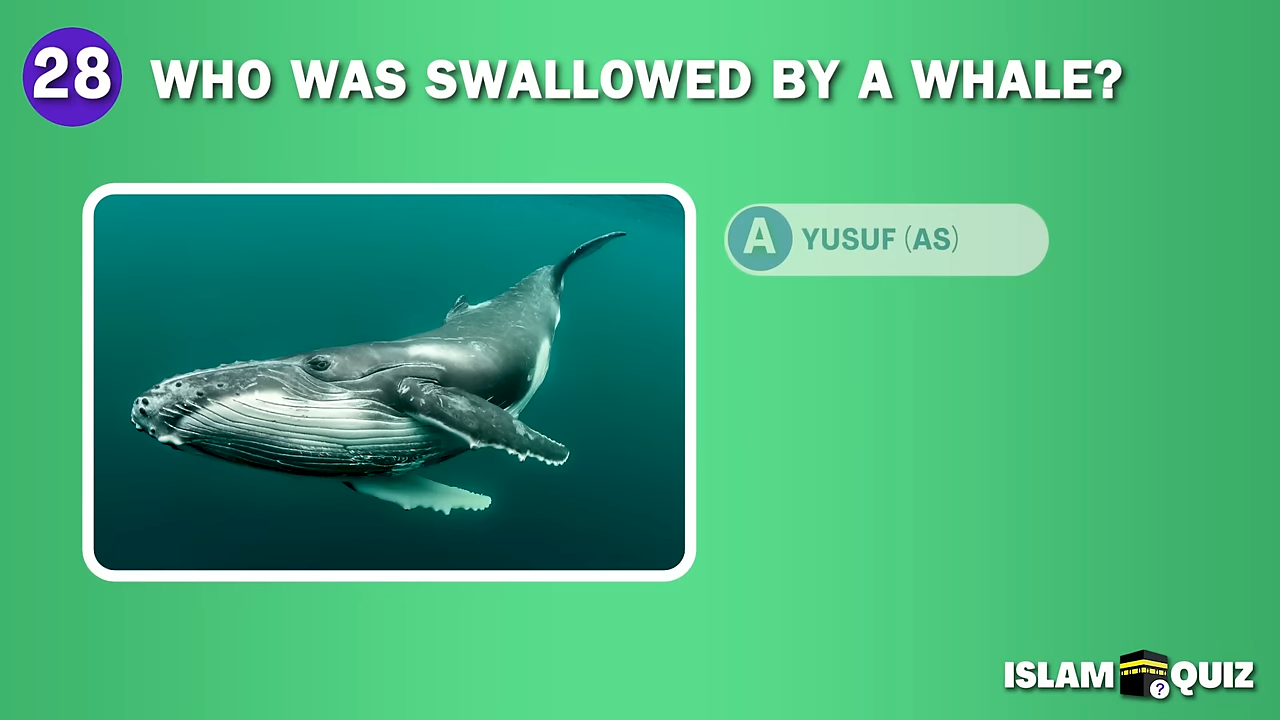 28
WHO WAS SWALLOWED BY A WHALE?
A YUSUF (AS)
ISLAM QUIZ
?